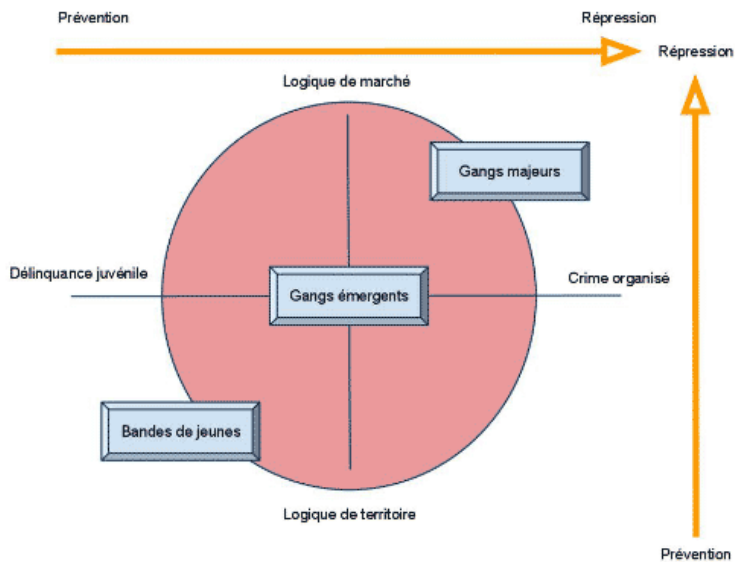 Prévention
Répression
Répression
Logique de marché
Gangs majeurs
Délinquance juvénile
Crime organisé
Gangs émergents
Bandes de jeunes
Logique de territoire
Prévention